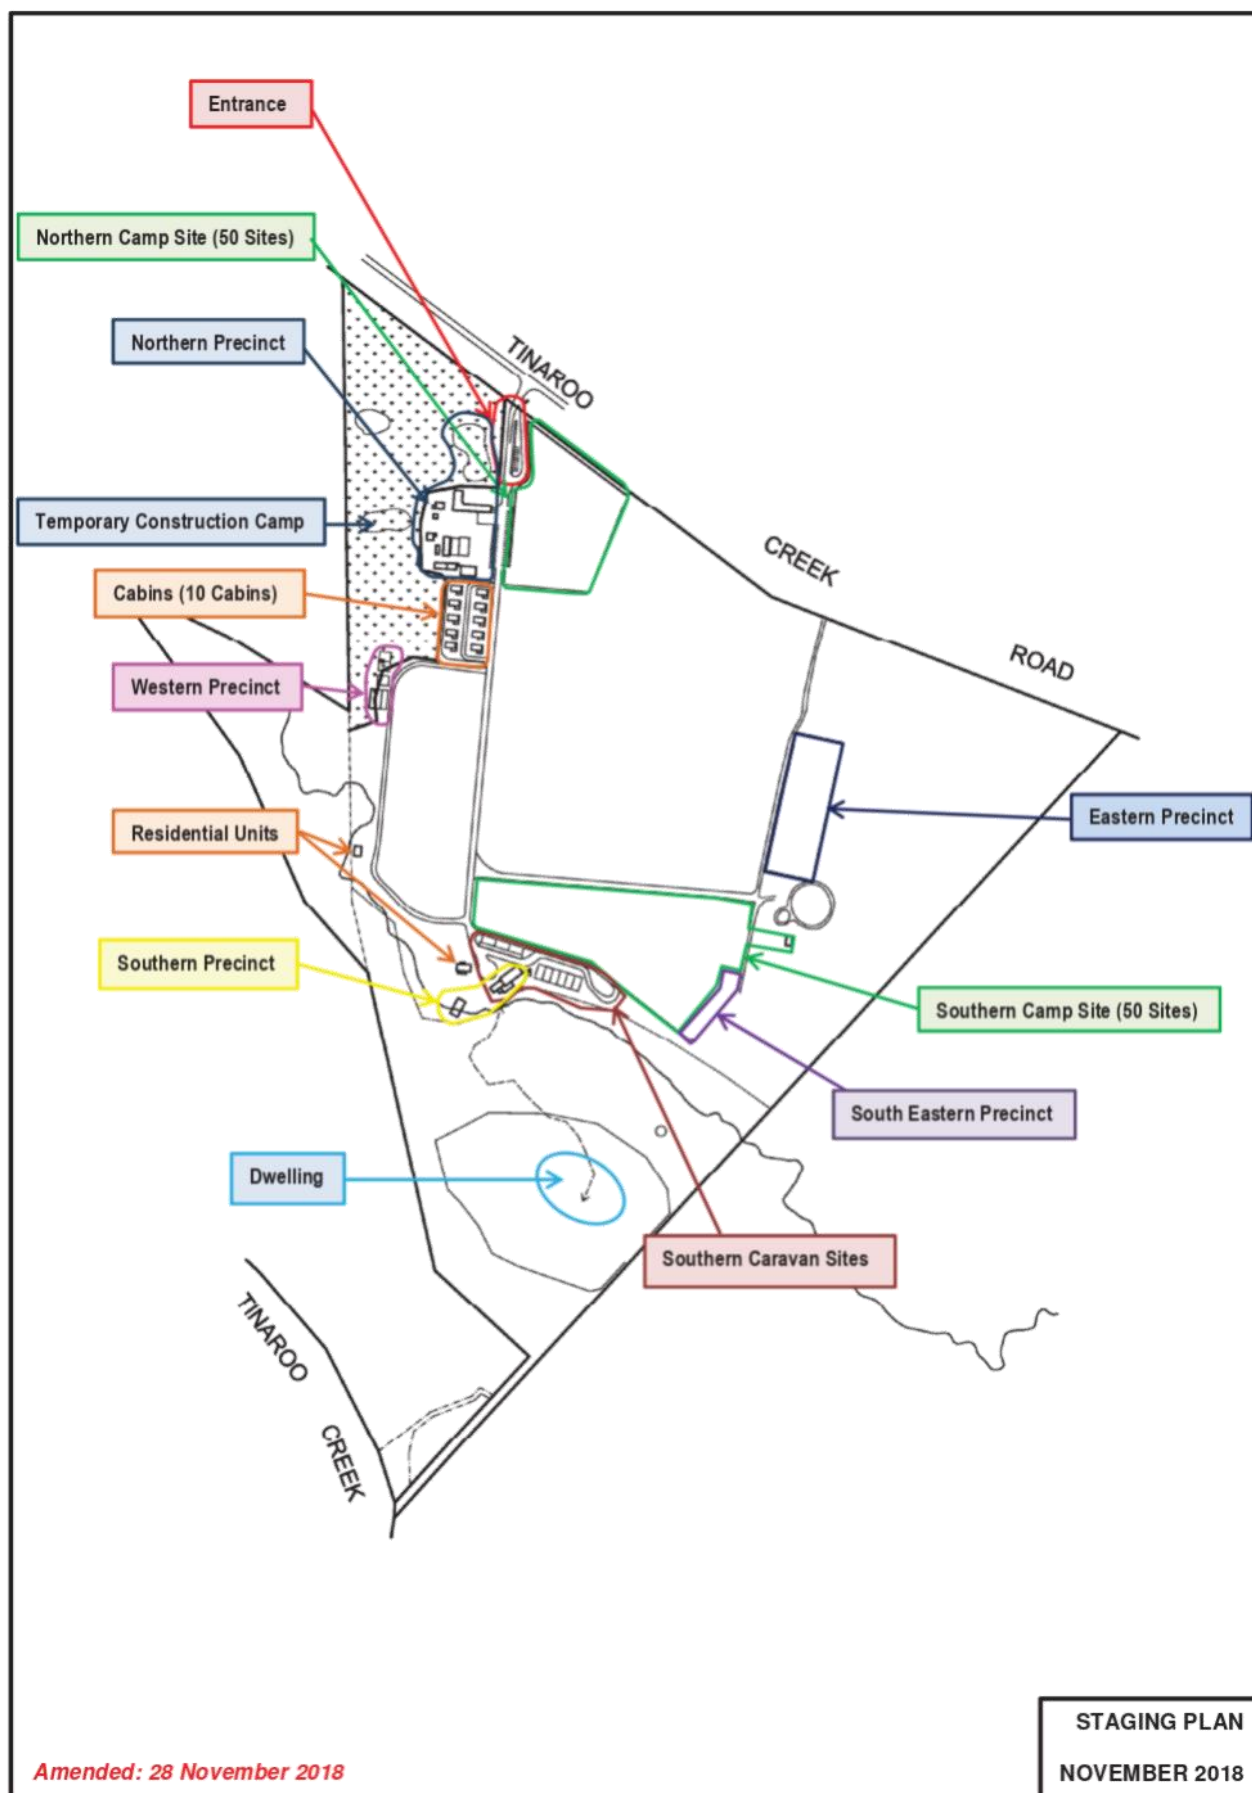 Entrance
Northern Camp Site (50 Sites)
Northern Precinct
TINAROO
Temporary Construction Camp
CREEK
Cabins (10 Cabins)
ROAD
Western Precinct
Eastern Precinct
Residential Units
Southern Precinct
Southern Camp Site (50 Sites)
South Eastern Precinct
Dwelling
Southern Caravan Sites
TINAROO
CREEK
STAGING PLAN
NOVEMBER 2018
Amended: 28 November 2018